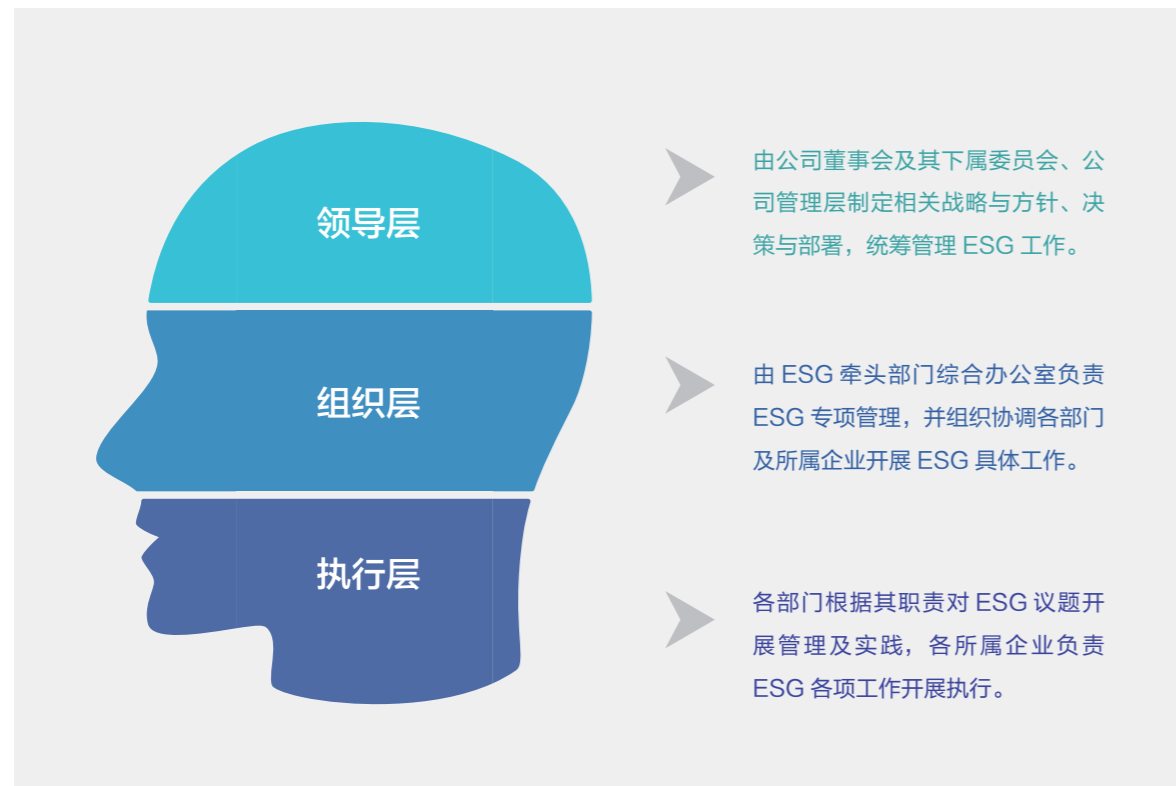 领导层
由公司董事会及其下属委员会、公
司管理层制定相关战略与方针、决
策与部署，统筹管理 ESG 工作。
组织层
由 ESG 牵头部门综合办公室负责
ESG 专项管理，并组织协调各部门
及所属企业开展 ESG 具体工作。
执行层
各部门根据其职责对 ESG 议题开
展管理及实践，各所属企业负责
ESG 各项工作开展执行。